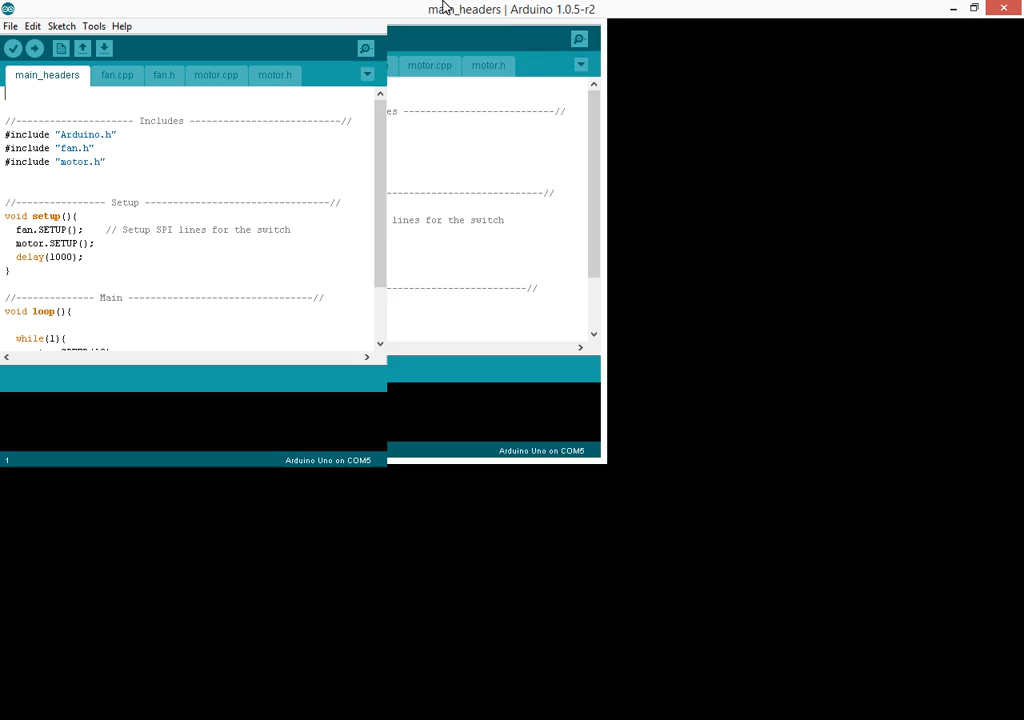 main_headers | Arduino 1.0.5-r2
File Edit Sketch Tools Help
main_headers fan.cpp fan.h motor.cpp motor.h
motor.cpp motor.h
//--------------------- Includes ---------------------------//
es ---------------------------//
#include "Arduino.h"
#include "fan.h"
#include "motor.h"
//---------------- Setup ---------------------------------//
----------------------------//
void setup(){
fan.SETUP(); // Setup SPI lines for the switch
lines for the switch
motor.SETUP();
delay(1000);
}
//-------------- Main ---------------------------------//
-------------------------//
void loop(){
while(1){
Arduino Uno on COM5
1 Arduino Uno on COM5